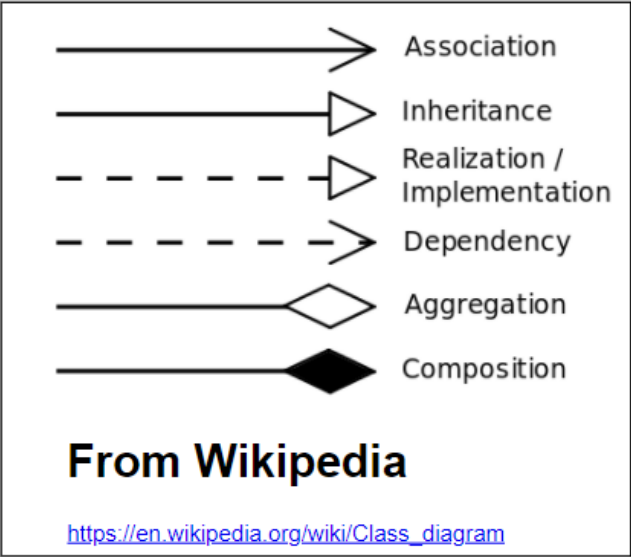 Association
Inheritance
Realization /
Implementation
Dependency
Aggregation
Composition
From Wikipedia
https://en.wikipedia.org/wiki/Class_diagram